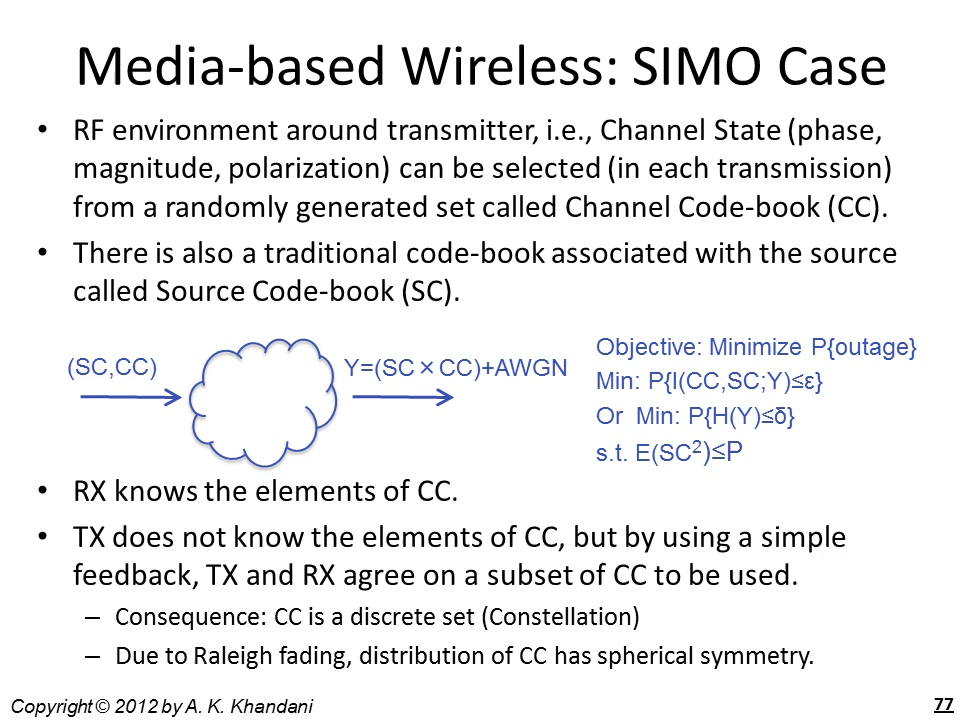 Media-based Wireless: SIMO Case
• RF environment around transmitter, i.e., Channel State (phase,
magnitude, polarization) can be selected (in each transmission)
from a randomly generated set called Channel Code-book (CC).
• There is also a traditional code-book associated with the source
called Source Code-book (SC).
(SC,CC)
Y=(SC×CC)+AWGN
Objective: Minimize P{outage}
Min: P{I(CC,SC;Y)≤ε}
Or Min: P{H(Y)≤δ}
s.t. E(SC²)≤P
• RX knows the elements of CC.
• TX does not know the elements of CC, but by using a simple
feedback, TX and RX agree on a subset of CC to be used.
– Consequence: CC is a discrete set (Constellation)
– Due to Raleigh fading, distribution of CC has spherical symmetry.
Copyright © 2012 by A. K. Khandani
77